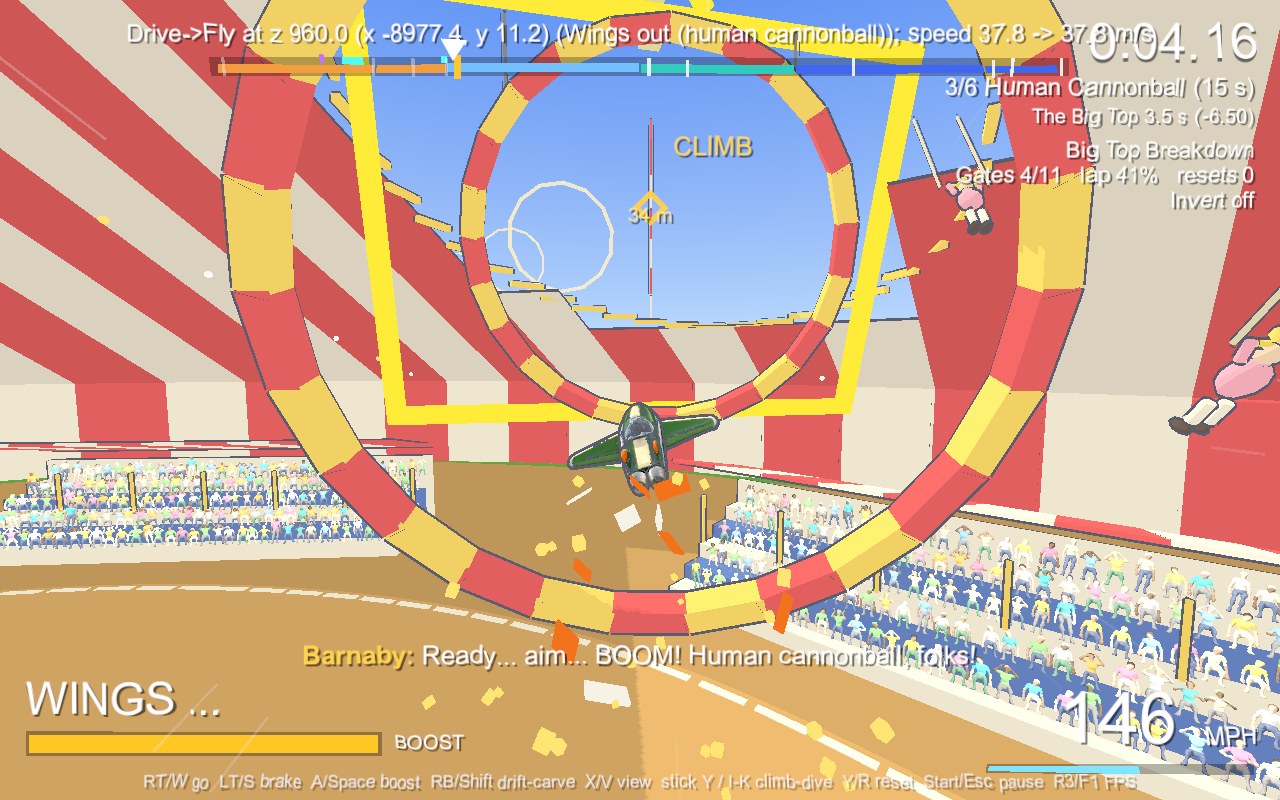 Drive->Fly at z 960.0 (x -8977.4, y 11.2) (Wings out (human cannonball)); speed 37.8 -> 37.8 m/s
0:04.16
3/6 Human Cannonball (15 s)
The Big Top 3.5 s (-6.50)
Big Top Breakdown
Gates 4/11 lap 41% resets 0
Invert off
CLIMB
34 m
Barnaby: Ready... aim... BOOM! Human cannonball, folks!
WINGS ...
BOOST
146 MPH
RT/W go LT/S brake A/Space boost RB/Shift drift-carve X/V view stick Y / I-K climb-dive Y/R reset Start/Esc pause R3/F1 FPS